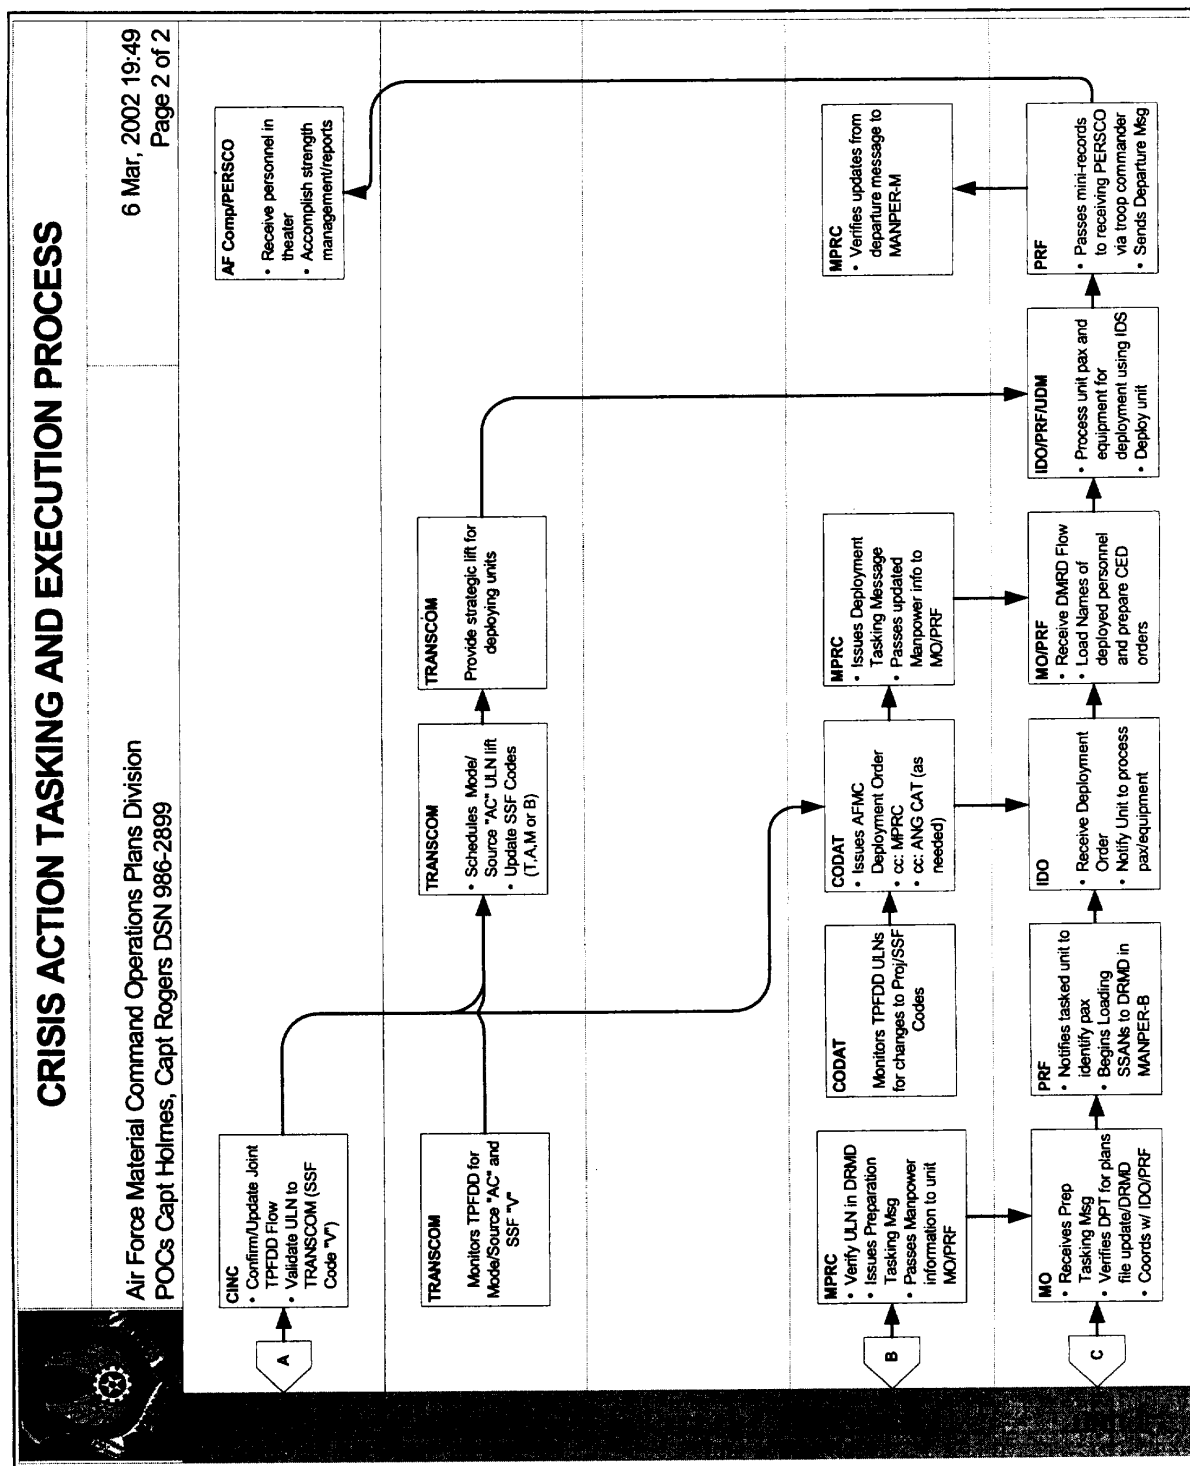 CRISIS ACTION TASKING AND EXECUTION PROCESS
Air Force Material Command Operations Plans Division
POCs Capt Holmes, Capt Rogers DSN 986-2899
6 Mar, 2002 19:49
Page 2 of 2
A
CINC
• Confirm/Update Joint
TPFDD Flow
• Validate ULN to
TRANSCOM (SSF
Code "V")
AF Comp/PERSCO
• Receive personnel in
theater
• Accomplish strength
management/reports
TRANSCOM
Monitors TPFDD for
Mode/Source "AC" and
SSF "V"
TRANSCOM
• Schedules Mode/
Source "AC" ULN lift
• Update SSF Codes
(T,A,M or B)
TRANSCOM
Provide strategic lift for
deploying units
B
MPRC
• Verify ULN in DRMD
• Issues Preparation
Tasking Msg
• Passes Manpower
information to unit
MO/PRF
CODAT
Monitors TPFDD ULNs
for changes to Proj/SSF
Codes
CODAT
• Issues AFMC
Deployment Order
• cc: MPRC
• cc: ANG CAT (as
needed)
MPRC
• Issues Deployment
Tasking Message
• Passes updated
Manpower info to
MO/PRF
MPRC
• Verifies updates from
departure message to
MANPER-M
C
MO
• Receives Prep
Tasking Msg
• Verifies DPT for plans
file update/DRMD
• Coords w/ IDO/PRF
PRF
• Notifies tasked unit to
identify pax
• Begins Loading
SSANs to DRMD in
MANPER-B
IDO
• Receive Deployment
Order
• Notify Unit to process
pax/equipment
MO/PRF
• Receive DMRD Flow
• Load Names of
deployed personnel
and prepare CED
orders
IDO/PRF/UDM
• Process unit pax and
equipment for
deployment using IDS
• Deploy unit
PRF
• Passes mini-records
to receiving PERSCO
via troop commander
• Sends Departure Msg